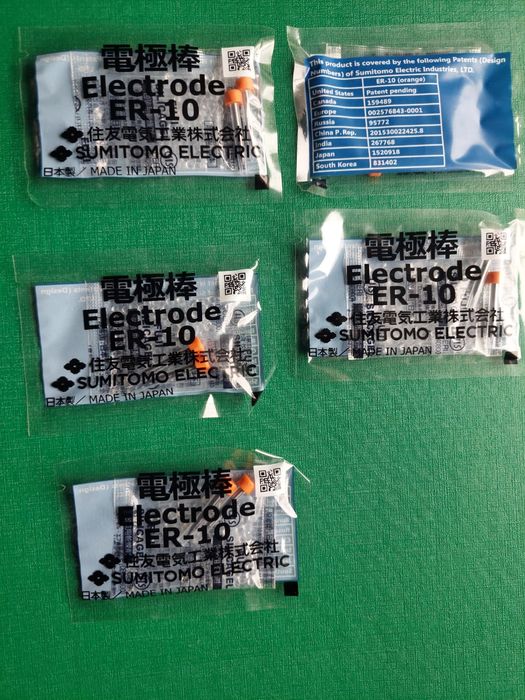 電極棒
Electrode
ER-10
住友電気工業株式会社
SUMITOMO ELECTRIC
日本製／MADE IN JAPAN
This product is covered by the following Patents (Design
Numbers) of Sumitomo Electric Industries, LTD.
ER-10 (orange)
United States Patent pending
Canada 159489
Europe 002576843-0001
Russia 95772
China P. Rep. 201530022425.8
India 267768
Japan 1520918
South Korea 831402
電極棒
Electrode
ER-10
住友電気工業株式会社
SUMITOMO ELECTRIC
日本製／MADE IN JAPAN
電極棒
Electrode
ER-10
住友電気工業株式会社
SUMITOMO ELECTRIC
日本製／MADE IN JAPAN
電極棒
Electrode
ER-10
住友電気工業株式会社
SUMITOMO ELECTRIC
日本製／MADE IN JAPAN